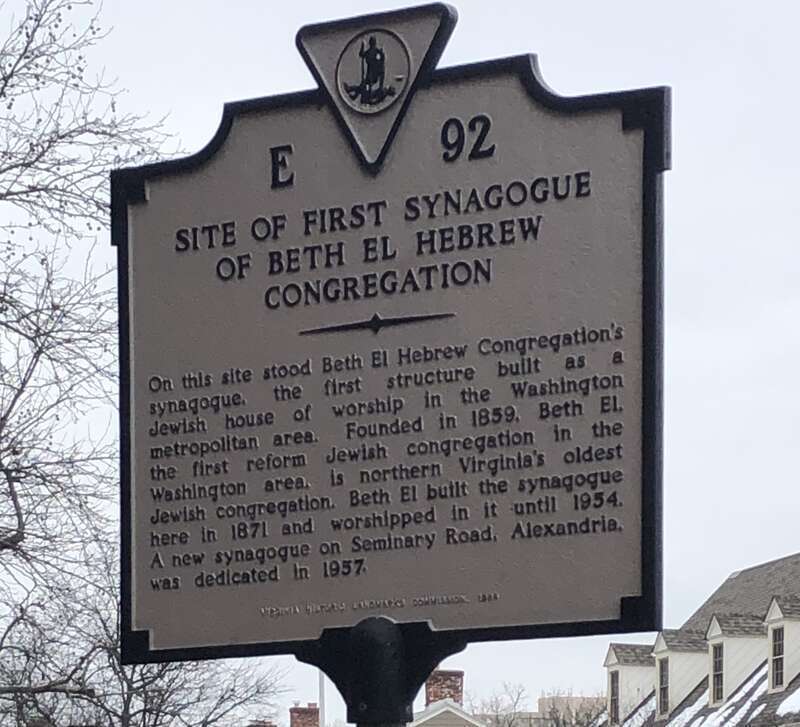 E 92
SITE OF FIRST SYNAGOGUE
OF BETH EL HEBREW
CONGREGATION
On this site stood Beth El Hebrew Congregation's
synagogue, the first structure built as a
Jewish house of worship in the Washington
metropolitan area. Founded in 1859, Beth El,
the first reform Jewish congregation in the
Washington area, is northern Virginia's oldest
Jewish congregation. Beth El built the synagogue
here in 1871 and worshipped in it until 1954.
A new synagogue on Seminary Road, Alexandria,
was dedicated in 1957.
VIRGINIA HISTORIC LANDMARKS COMMISSION,